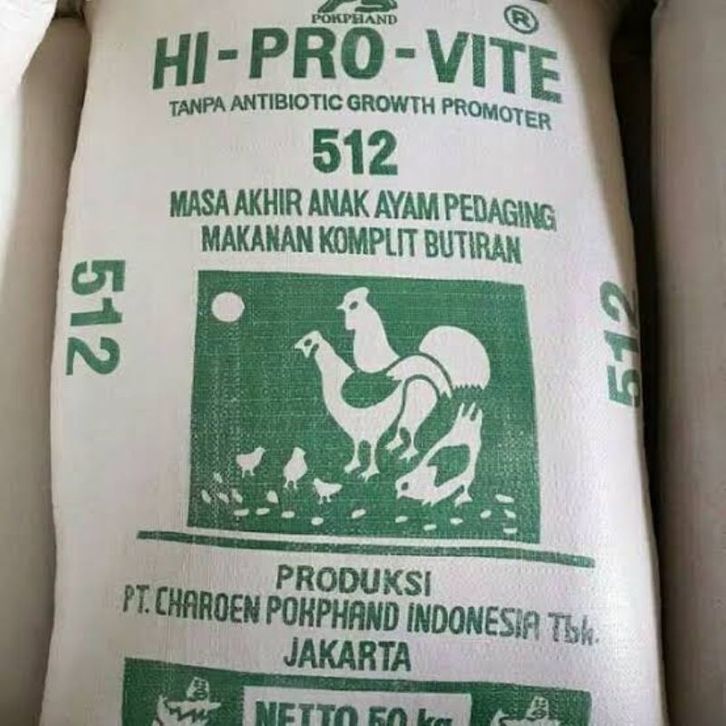 POKPHAND
®
HI-PRO-VITE
TANPA ANTIBIOTIC GROWTH PROMOTER
512
MASA AKHIR ANAK AYAM PEDAGING
MAKANAN KOMPLIT BUTIRAN
512
512
PRODUKSI
PT. CHAROEN POKPHAND INDONESIA Tbk.
JAKARTA
NETTO 50 kg